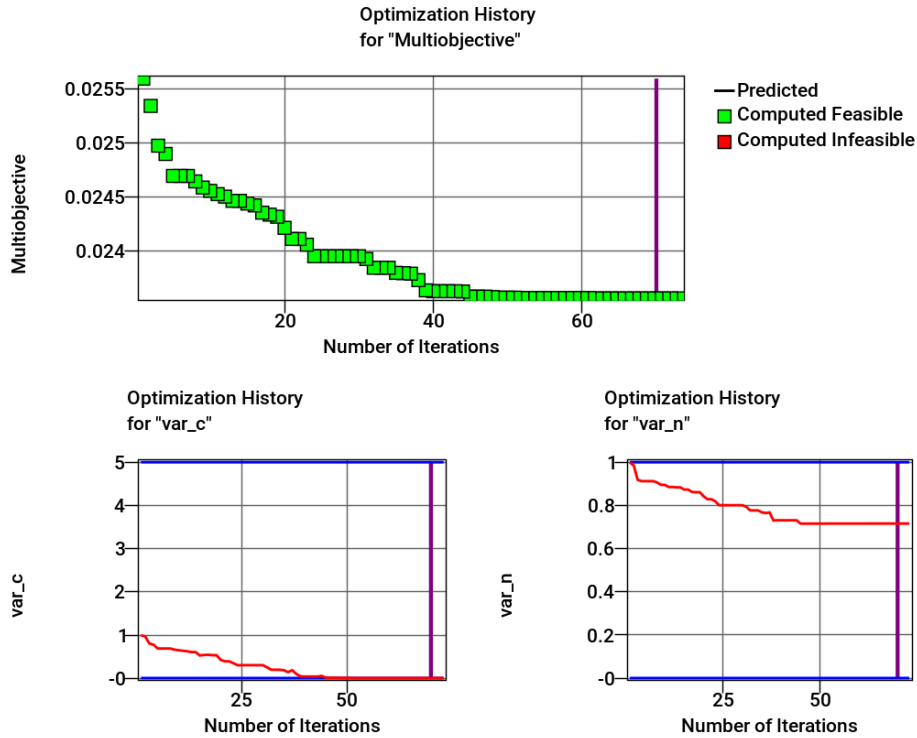 Optimization History
for "Multiobjective"
0.0255
0.025
0.0245
0.024
Multiobjective
20
40
60
Number of Iterations
Predicted
Computed Feasible
Computed Infeasible
Optimization History
for "var_c"
5
4
3
2
1
-0
var_c
25
50
Number of Iterations
Optimization History
for "var_n"
1
0.8
0.6
0.4
0.2
-0
var_n
25
50
Number of Iterations